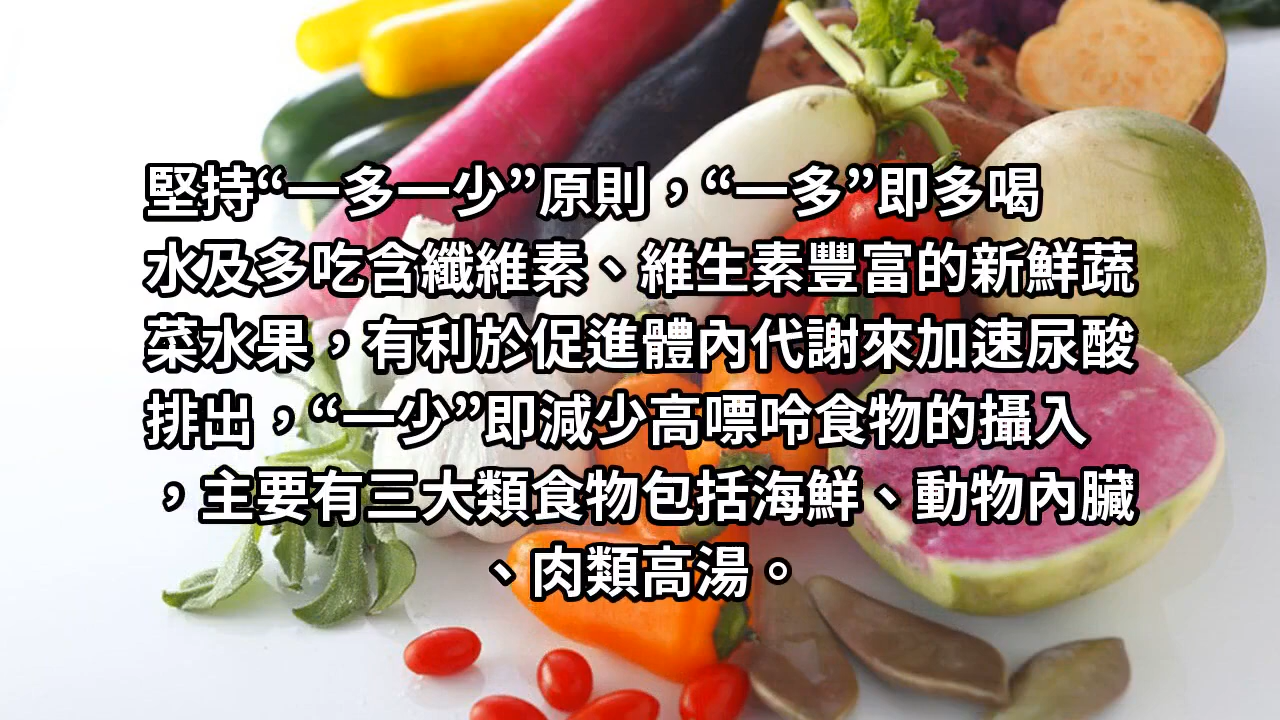 堅持“一多一少”原則，“一多”即多喝
水及多吃含纖維素、維生素豐富的新鮮蔬
菜水果，有利於促進體內代謝來加速尿酸
排出，“一少”即減少高嘌呤食物的攝入
，主要有三大類食物包括海鮮、動物內臟
、肉類高湯。